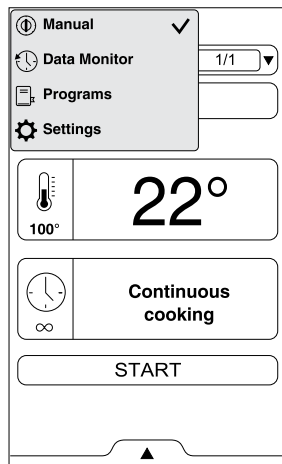 Manual
Data Monitor
1/1
Programs
Settings
100°
22°
∞
Continuous
cooking
START